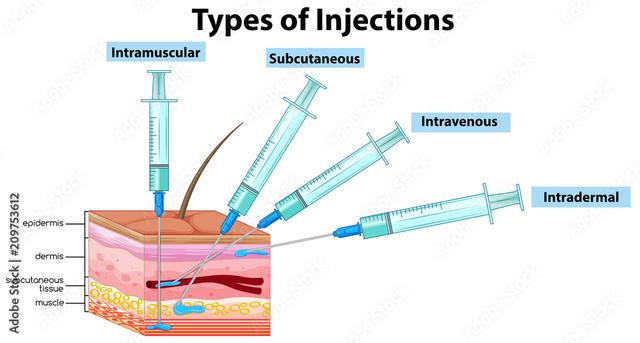 Types of Injections
Intramuscular
Subcutaneous
Intravenous
Intradermal
epidermis
dermis
subcutaneous
tissue
muscle
Adobe Stock | #209753612